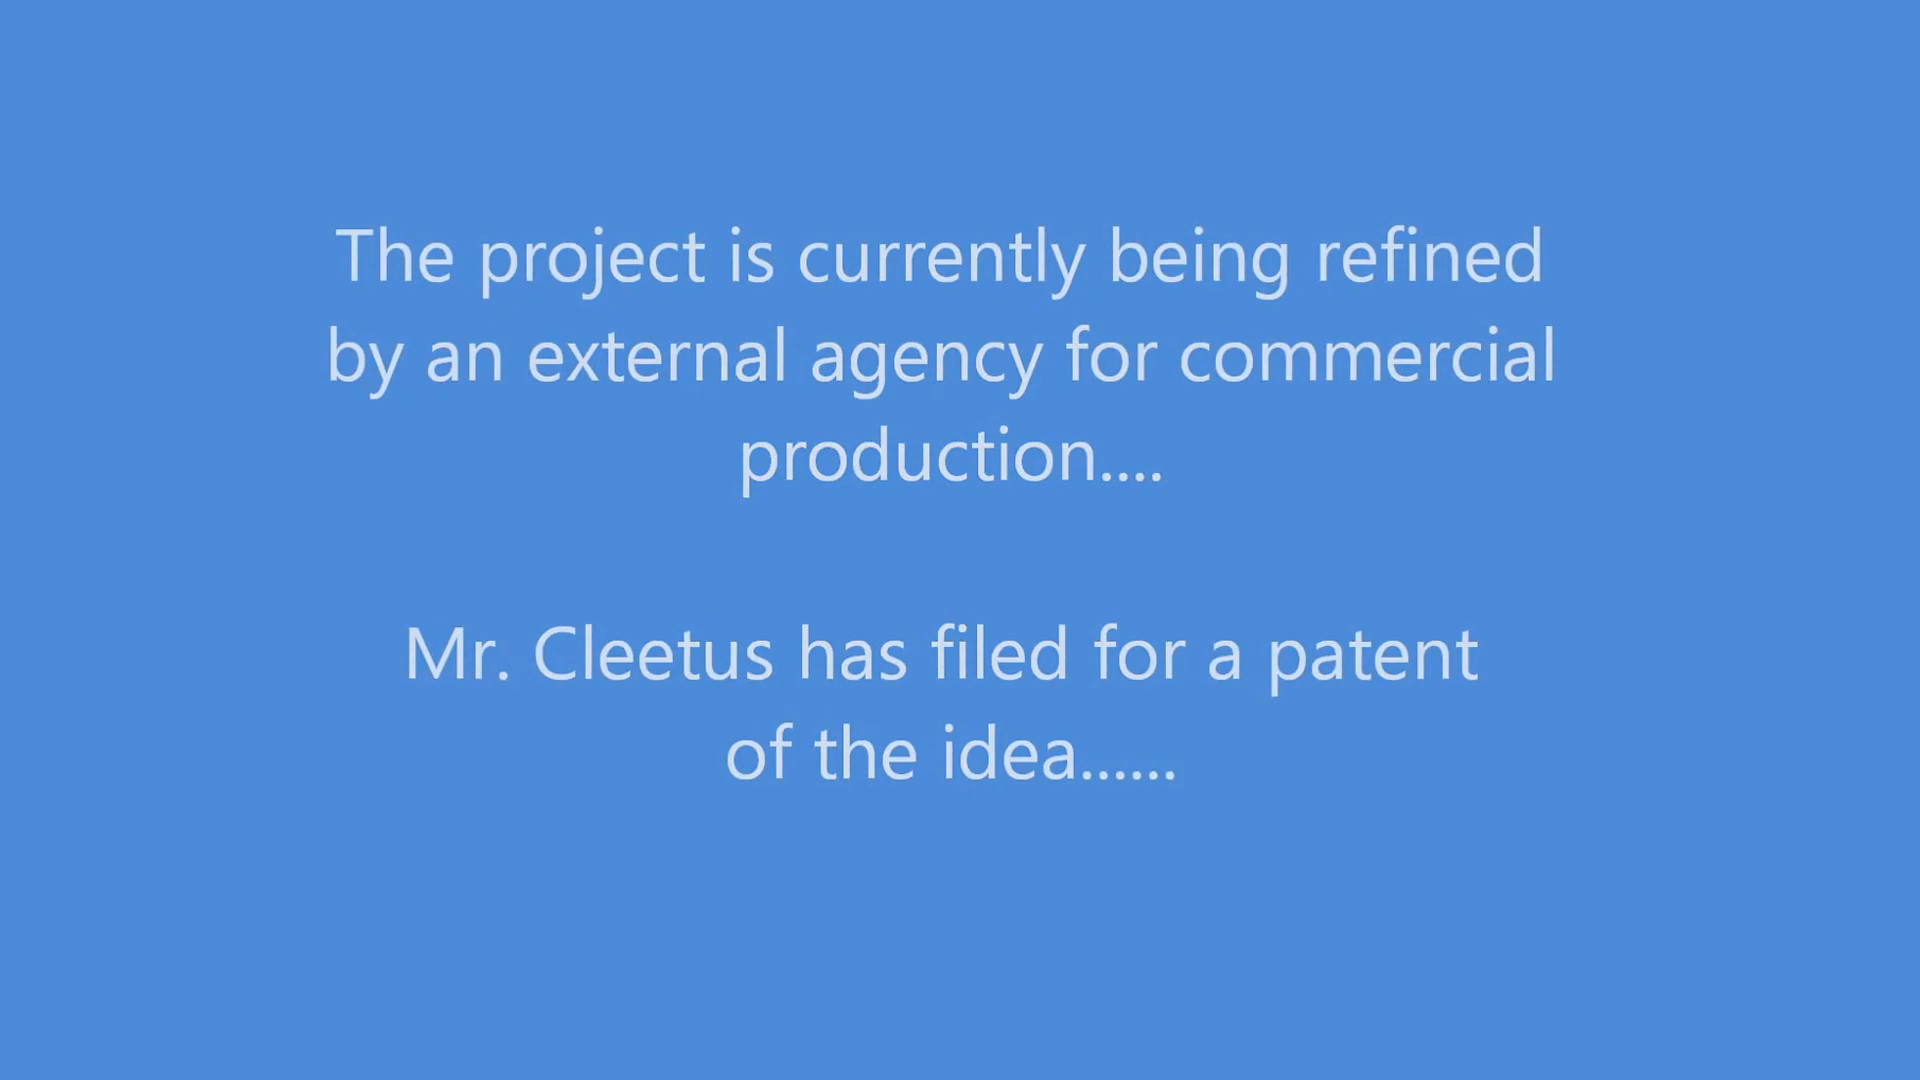 The project is currently being refined
by an external agency for commercial
production....
Mr. Cleetus has filed for a patent
of the idea......